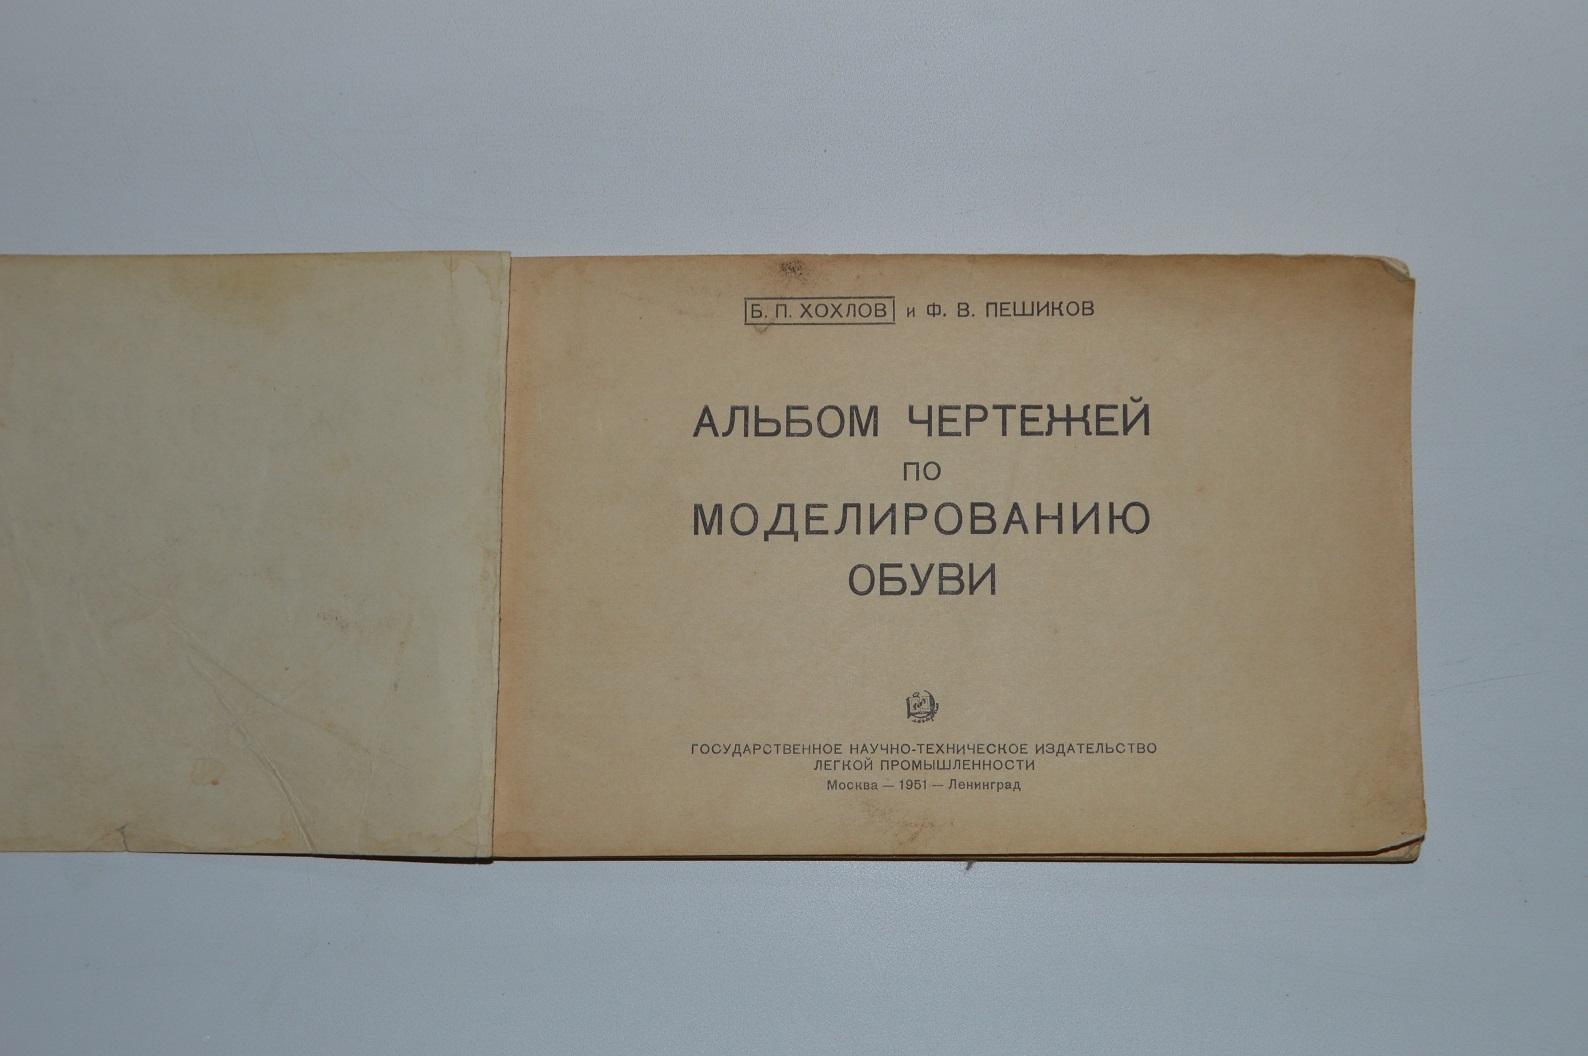 Б. П. ХОХЛОВ и Ф. В. ПЕШИКОВ
АЛЬБОМ ЧЕРТЕЖЕЙ
ПО
МОДЕЛИРОВАНИЮ
ОБУВИ
ГОСУДАРСТВЕННОЕ НАУЧНО-ТЕХНИЧЕСКОЕ ИЗДАТЕЛЬСТВО
ЛЕГКОЙ ПРОМЫШЛЕННОСТИ
Москва — 1951 — Ленинград